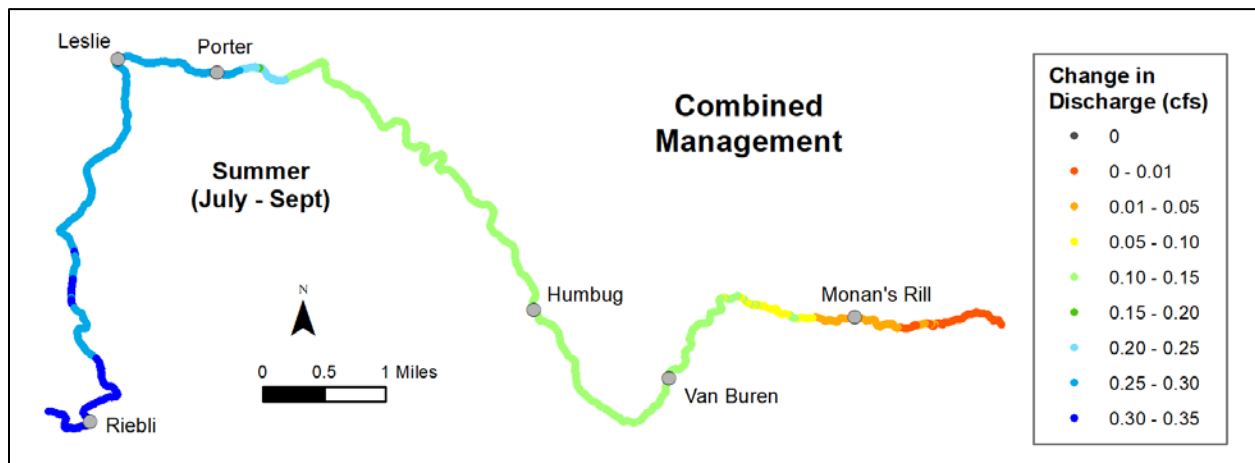 Leslie
Porter
Combined
Management
Summer
(July - Sept)
N
0 0.5 1 Miles
Humbug
Monan's Rill
Van Buren
Riebli
Change in
Discharge (cfs)
0
0 - 0.01
0.01 - 0.05
0.05 - 0.10
0.10 - 0.15
0.15 - 0.20
0.20 - 0.25
0.25 - 0.30
0.30 - 0.35